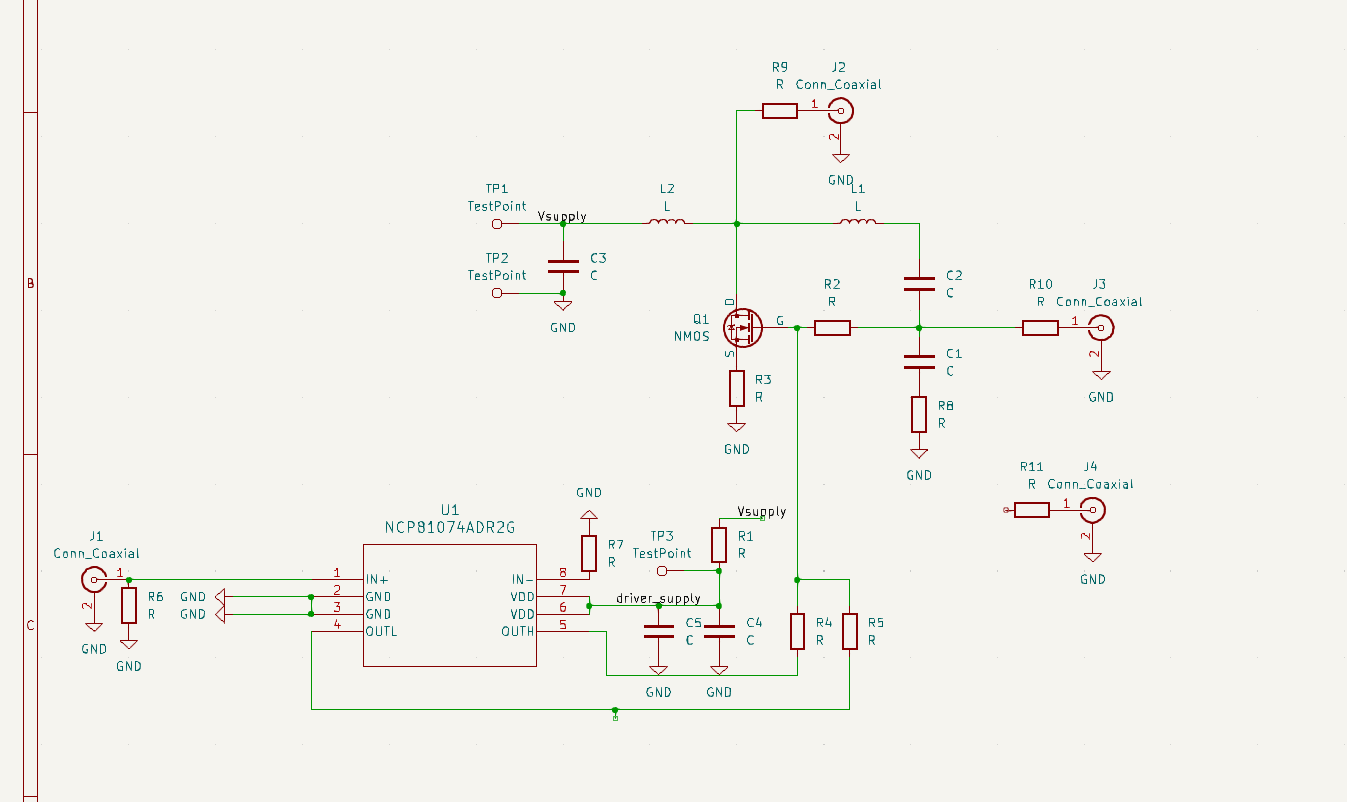 R9 J2
R Conn_Coaxial
1
2
GND
TP1 L2 L1
TestPoint L L
Vsupply
TP2 C3
TestPoint C
GND
B
C2
C
R2 R10 J3
R R Conn_Coaxial
D
Q1 G 1
NMOS
S 2
C1
C
R3
R
GND
R8
R
GND
GND
R11 J4
R Conn_Coaxial
1
2
GND
GND
U1
NCP81074ADR2G
Vsupply
J1
Conn_Coaxial
R7
R
TP3 R1
TestPoint R
1 1 IN+ IN- 8
2 R6 GND 2 GND VDD 7 driver_supply
R GND 3 GND VDD 6
4 OUTL OUTH 5
C5 C4 R4 R5
C C R R
C
GND
GND
GND GND